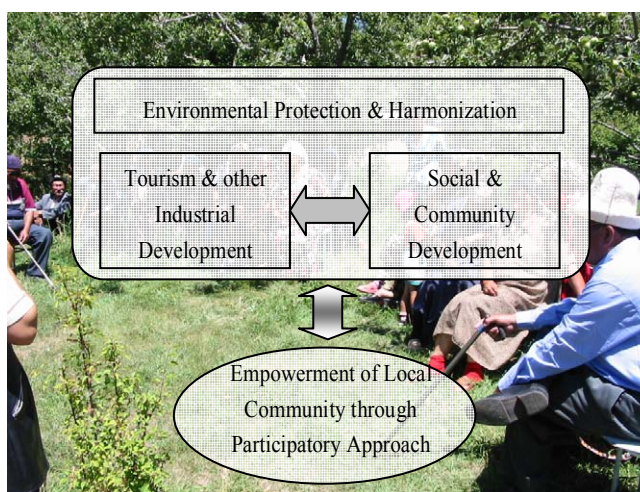 Environmental Protection & Harmonization
Tourism & other
Industrial
Development
Social &
Community
Development
Empowerment of Local
Community through
Participatory Approach